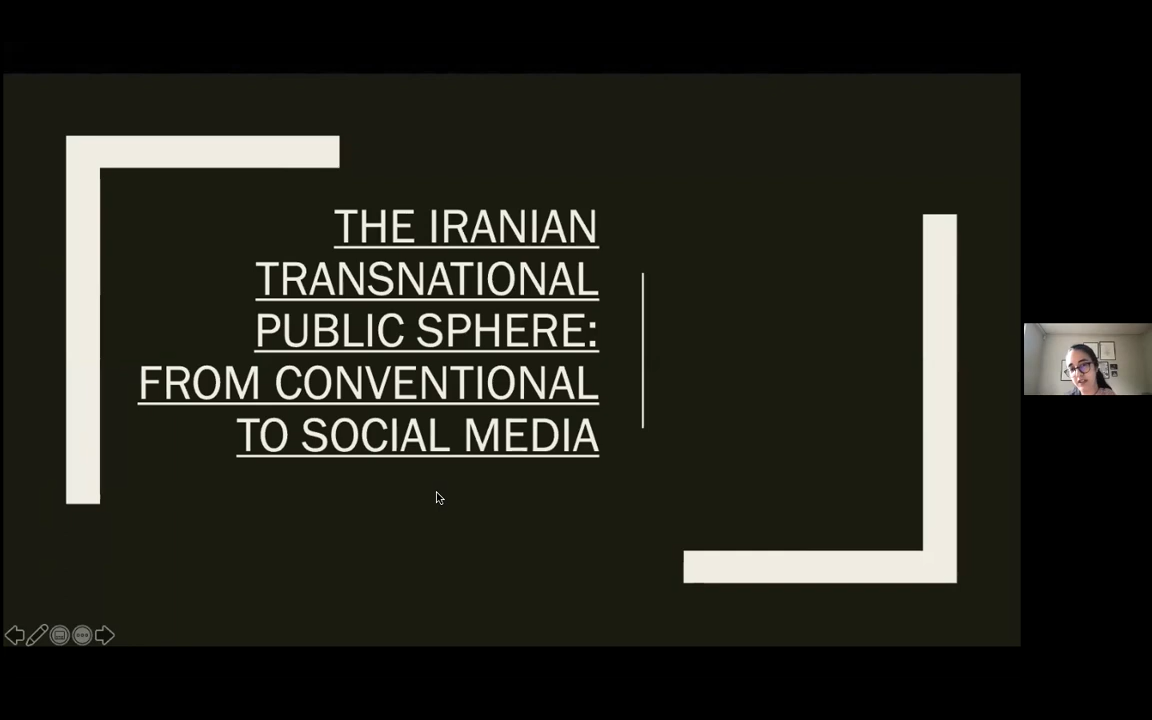 THE IRANIAN
TRANSNATIONAL
PUBLIC SPHERE:
FROM CONVENTIONAL
TO SOCIAL MEDIA